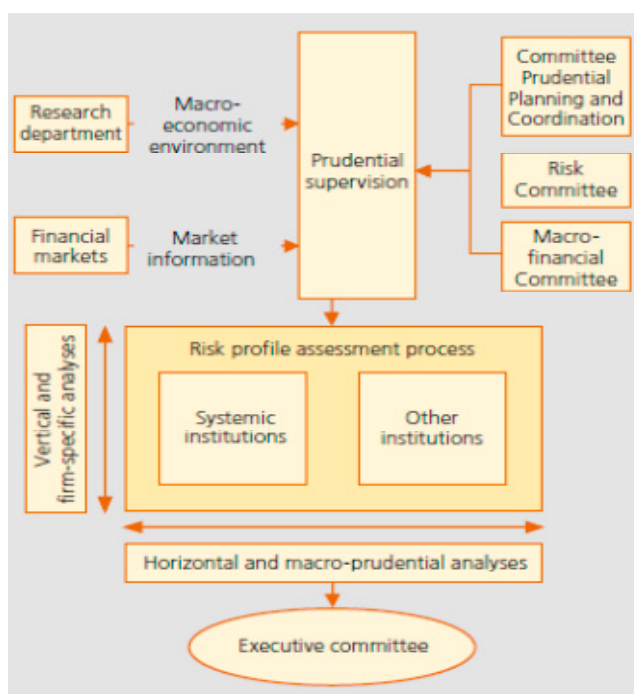 Research
department
Macro-
economic
environment
Prudential
supervision
Committee
Prudential
Planning and
Coordination
Risk
Committee
Macro-
financial
Committee
Financial
markets
Market
information
Vertical and
firm-specific analyses
Risk profile assessment process
Systemic
institutions
Other
institutions
Horizontal and macro-prudential analyses
Executive committee